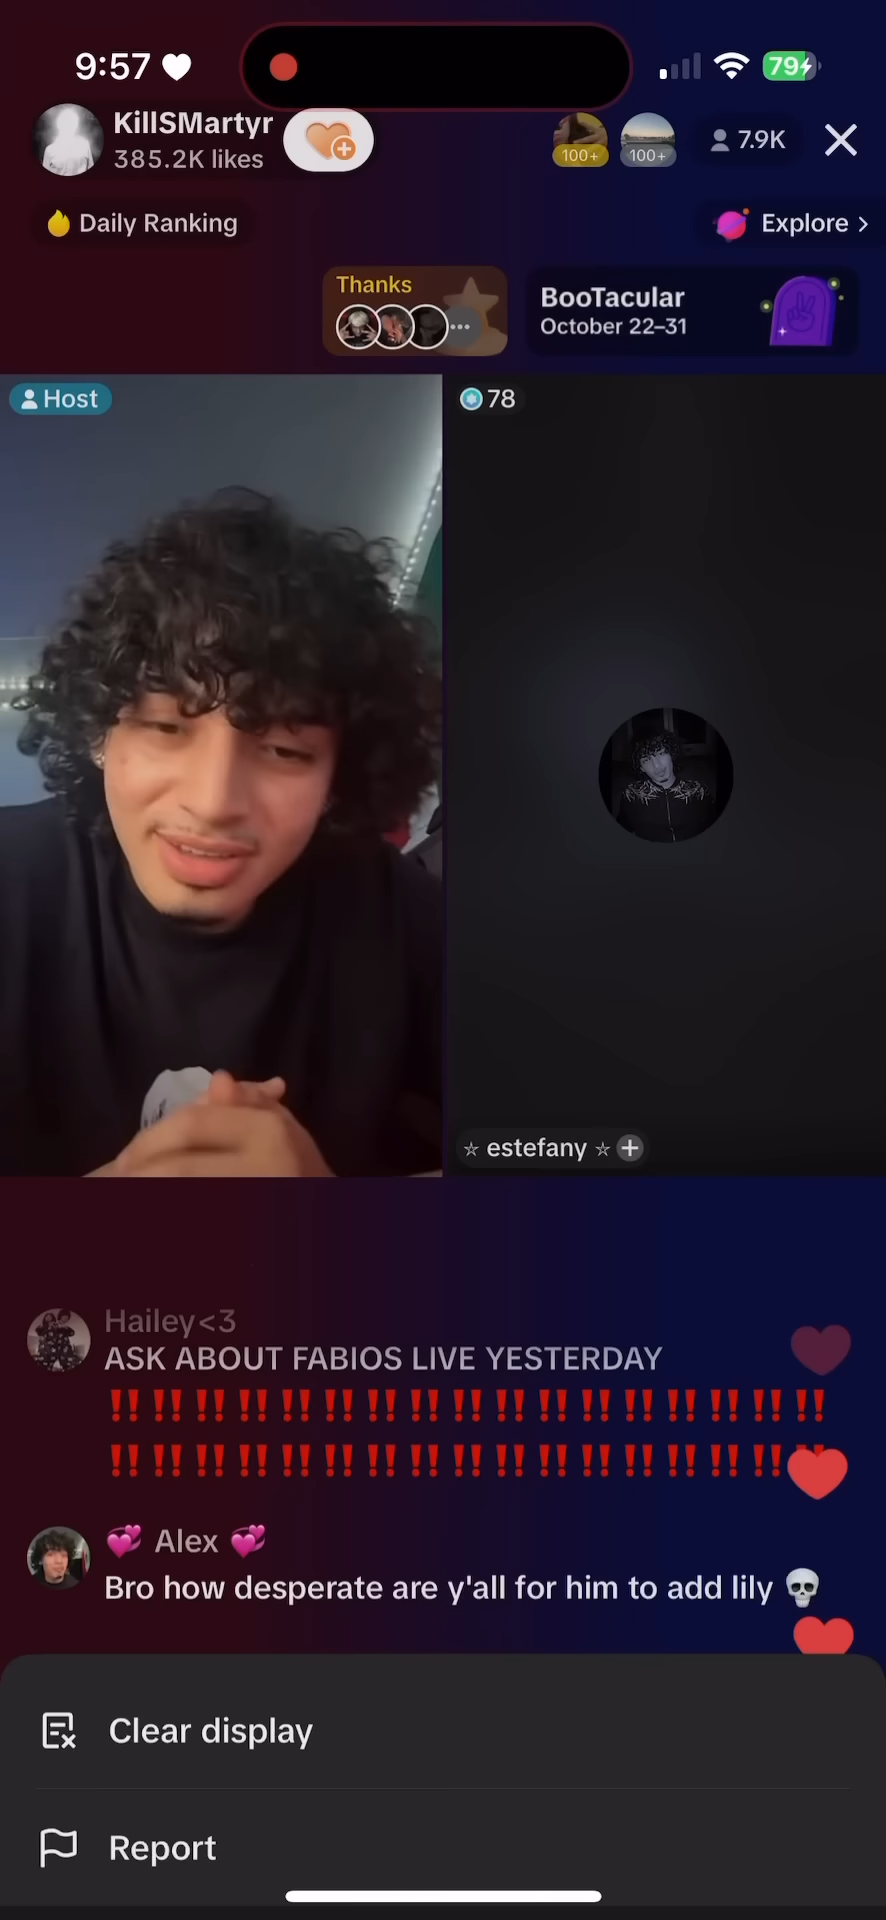 9:57
79
KillSMartyr
385.2K likes
100+
100+
7.9K
Daily Ranking
Explore >
Thanks
BooTacular
October 22–31
Host
78
☆ estefany ☆
Hailey<3
ASK ABOUT FABIOS LIVE YESTERDAY
‼️‼️‼️‼️‼️‼️‼️‼️‼️‼️‼️‼️‼️‼️‼️‼️‼️
‼️‼️‼️‼️‼️‼️‼️‼️‼️‼️‼️‼️‼️‼️‼️‼️‼️
💞 Alex 💞
Bro how desperate are y'all for him to add lily 💀
Clear display
Report